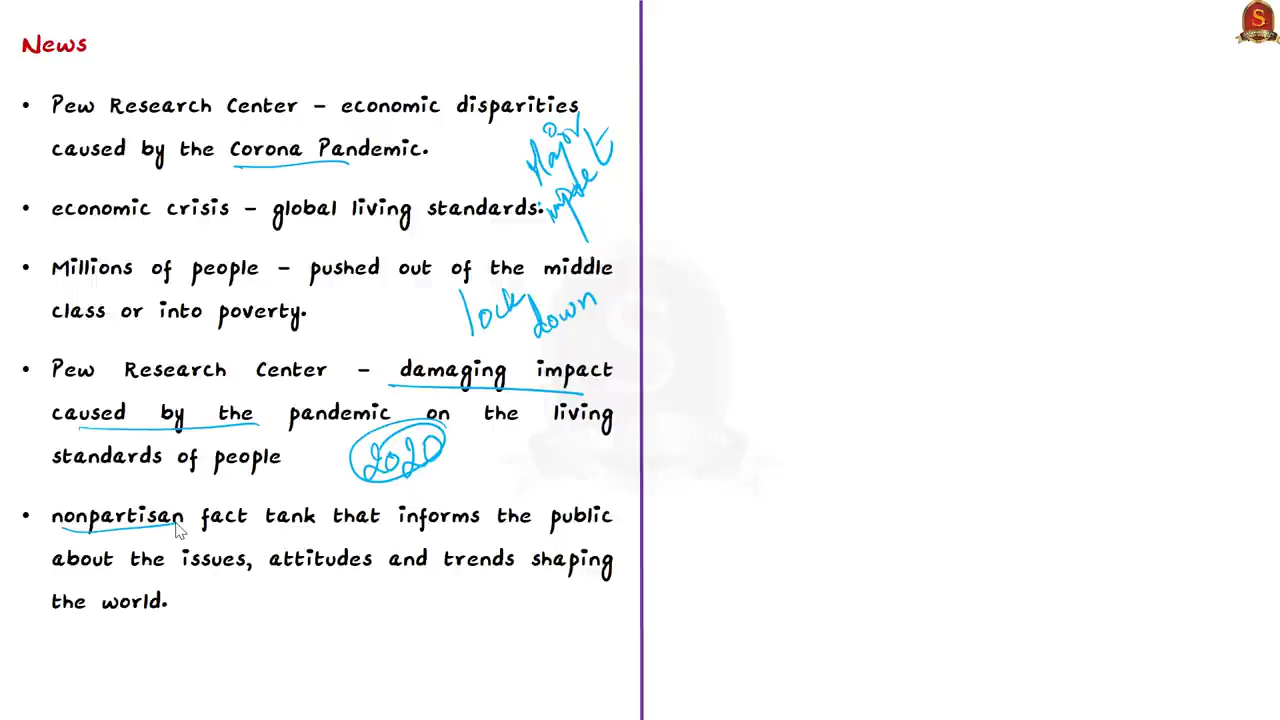 News
• Pew Research Center – economic disparities
caused by the Corona Pandemic.
Major
impact
• economic crisis – global living standards.
• Millions of people – pushed out of the middle
class or into poverty.
lock down
• Pew Research Center – damaging impact
caused by the pandemic on the living
standards of people
2020
• nonpartisan fact tank that informs the public
about the issues, attitudes and trends shaping
the world.